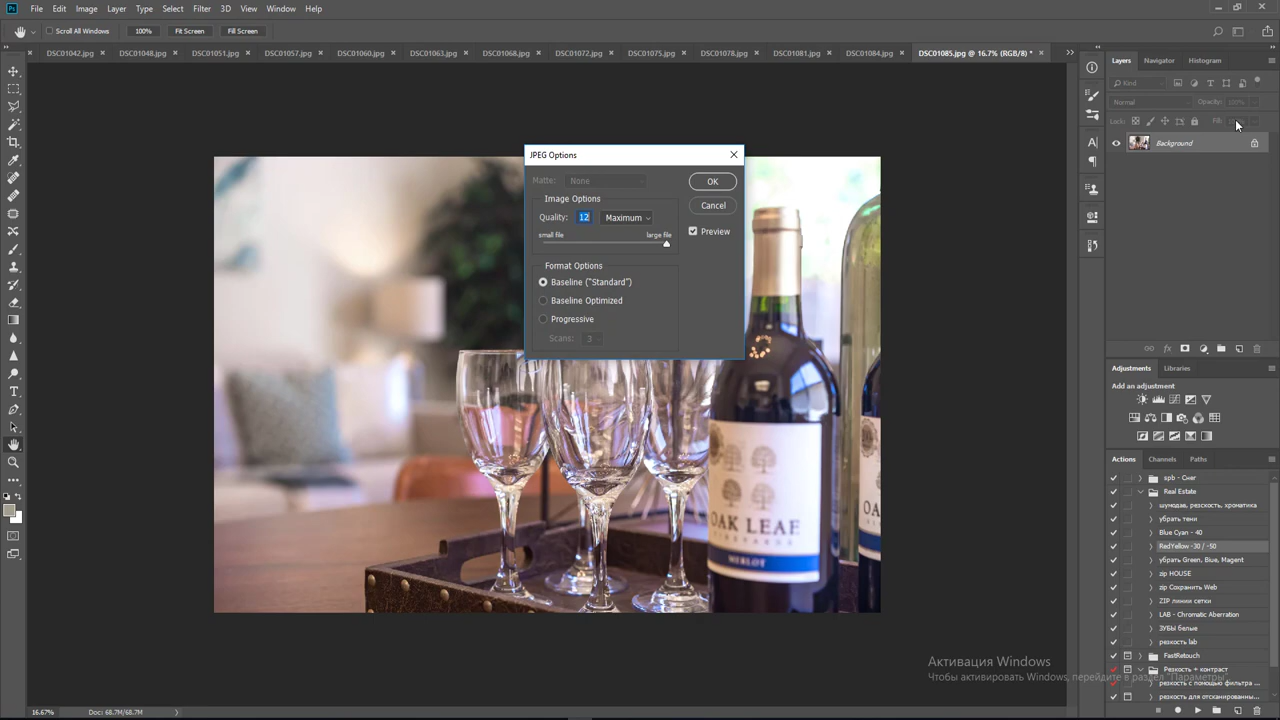 Ps File Edit Image Layer Type Select Filter 3D View Window Help
Scroll All Windows 100% Fit Screen Fill Screen
DSC01042.jpg × DSC01048.jpg × DSC01051.jpg × DSC01057.jpg × DSC01060.jpg × DSC01063.jpg × DSC01068.jpg × DSC01072.jpg × DSC01075.jpg × DSC01078.jpg × DSC01081.jpg × DSC01084.jpg × DSC01085.jpg @ 16.7% (RGB/8) * ×
JPEG Options
Matte: None
OK
Image Options
Quality: 12 Maximum
Cancel
small file large file
Preview
Format Options
Baseline ("Standard")
Baseline Optimized
Progressive
Scans: 3
OAK LEAF
VINEYARDS
MERLOT
OAK
Layers Navigator Histogram
Kind
Normal Opacity: 100%
Lock: Fill:
Background
Adjustments Libraries
Add an adjustment
Actions Channels Paths
spb - Снег
Real Estate
шумодав, резскость, хроматика
убрать тени
Blue Cyan - 40
RedYellow -30 / -50
убрать Green, Blue, Magent
zip HOUSE
zip Сохранить Web
ZIP линии сетки
LAB - Chromatic Aberration
ЗУБЫ белые
резкость lab
FastRetouch
Резкость + контраст
резкость с помощью фильтра ...
резкость для отсканированны...
Активация Windows
Чтобы активировать Windows, перейдите в раздел "Параметры".
16.67% Doc: 68.7M/68.7M